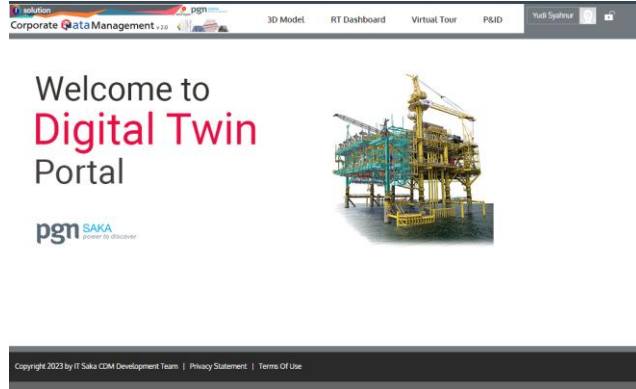 solution
pgn
Corporate Data Management v 2.0
3D Model
RT Dashboard
Virtual Tour
P&ID
Yudi Syahnur
Welcome to
Digital Twin
Portal
pgn SAKA
power to discover
Copyright 2023 by IT Saka CDM Development Team | Privacy Statement | Terms Of Use